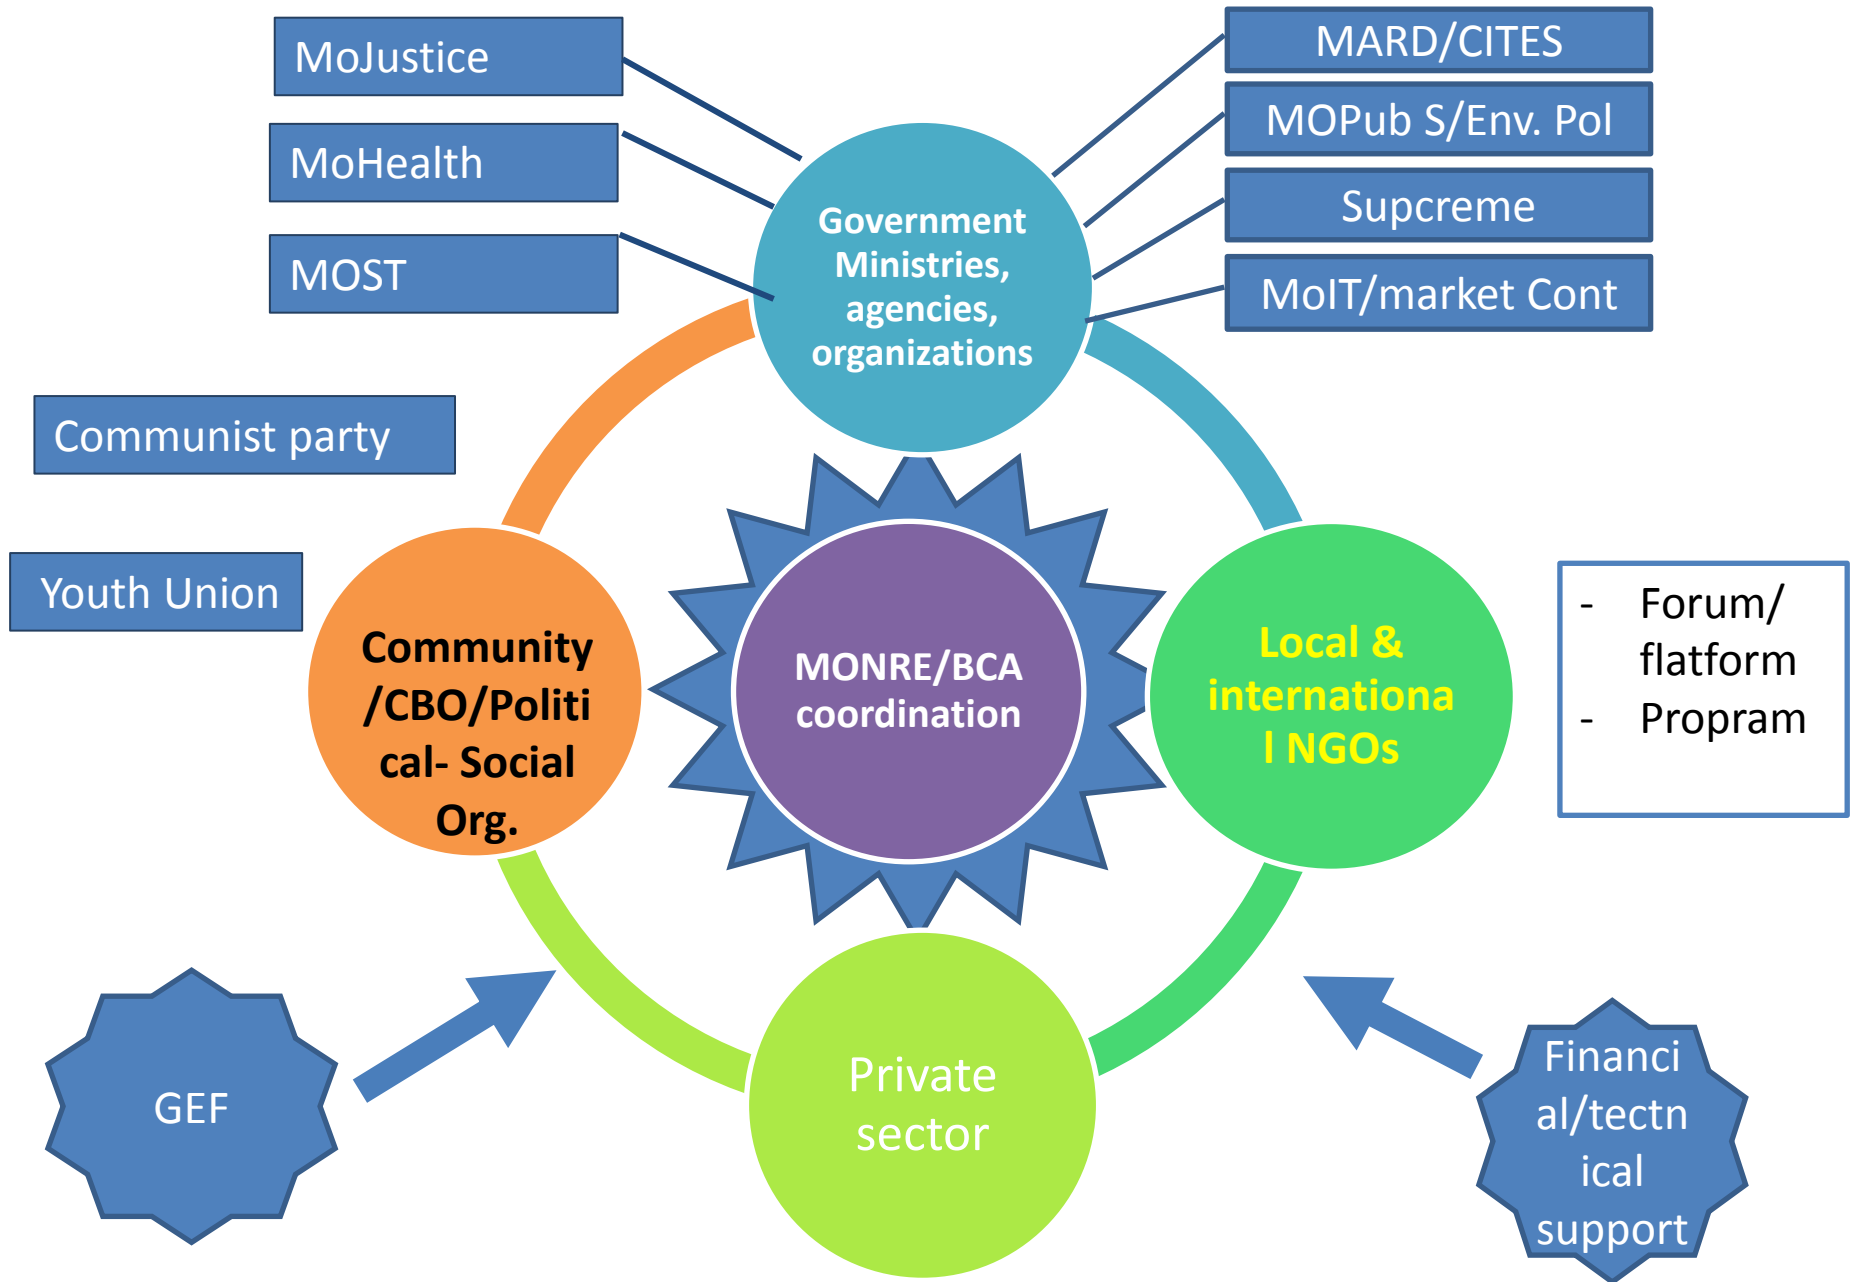 MoJustice
MoHealth
MOST
MARD/CITES
MOPub S/Env. Pol
Supcreme
MoIT/market Cont
Government
Ministries,
agencies,
organizations
Communist party
Youth Union
Community
/CBO/Politi
cal- Social
Org.
MONRE/BCA
coordination
Local &
internationa
l NGOs
- Forum/
flatform
- Propram
GEF
Private
sector
Financi
al/tectn
ical
support